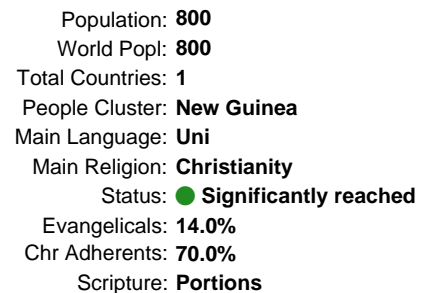 Population: 800
World Popl: 800
Total Countries: 1
People Cluster: New Guinea
Main Language: Uni
Main Religion: Christianity
Status: Significantly reached
Evangelicals: 14.0%
Chr Adherents: 70.0%
Scripture: Portions